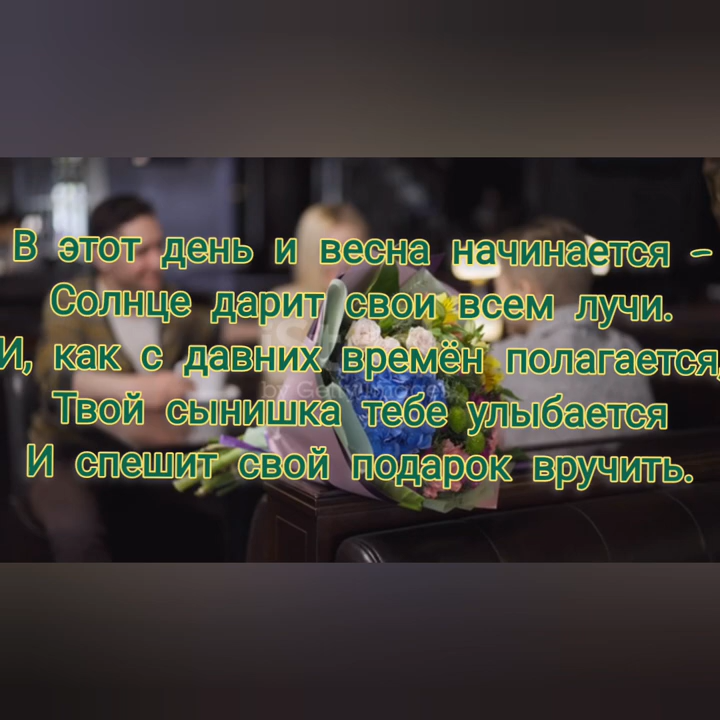 В этот день и весна начинается –
Солнце дарит свои всем лучи.
И, как с давних времён полагается,
Твой сынишка тебе улыбается
И спешит свой подарок вручить.